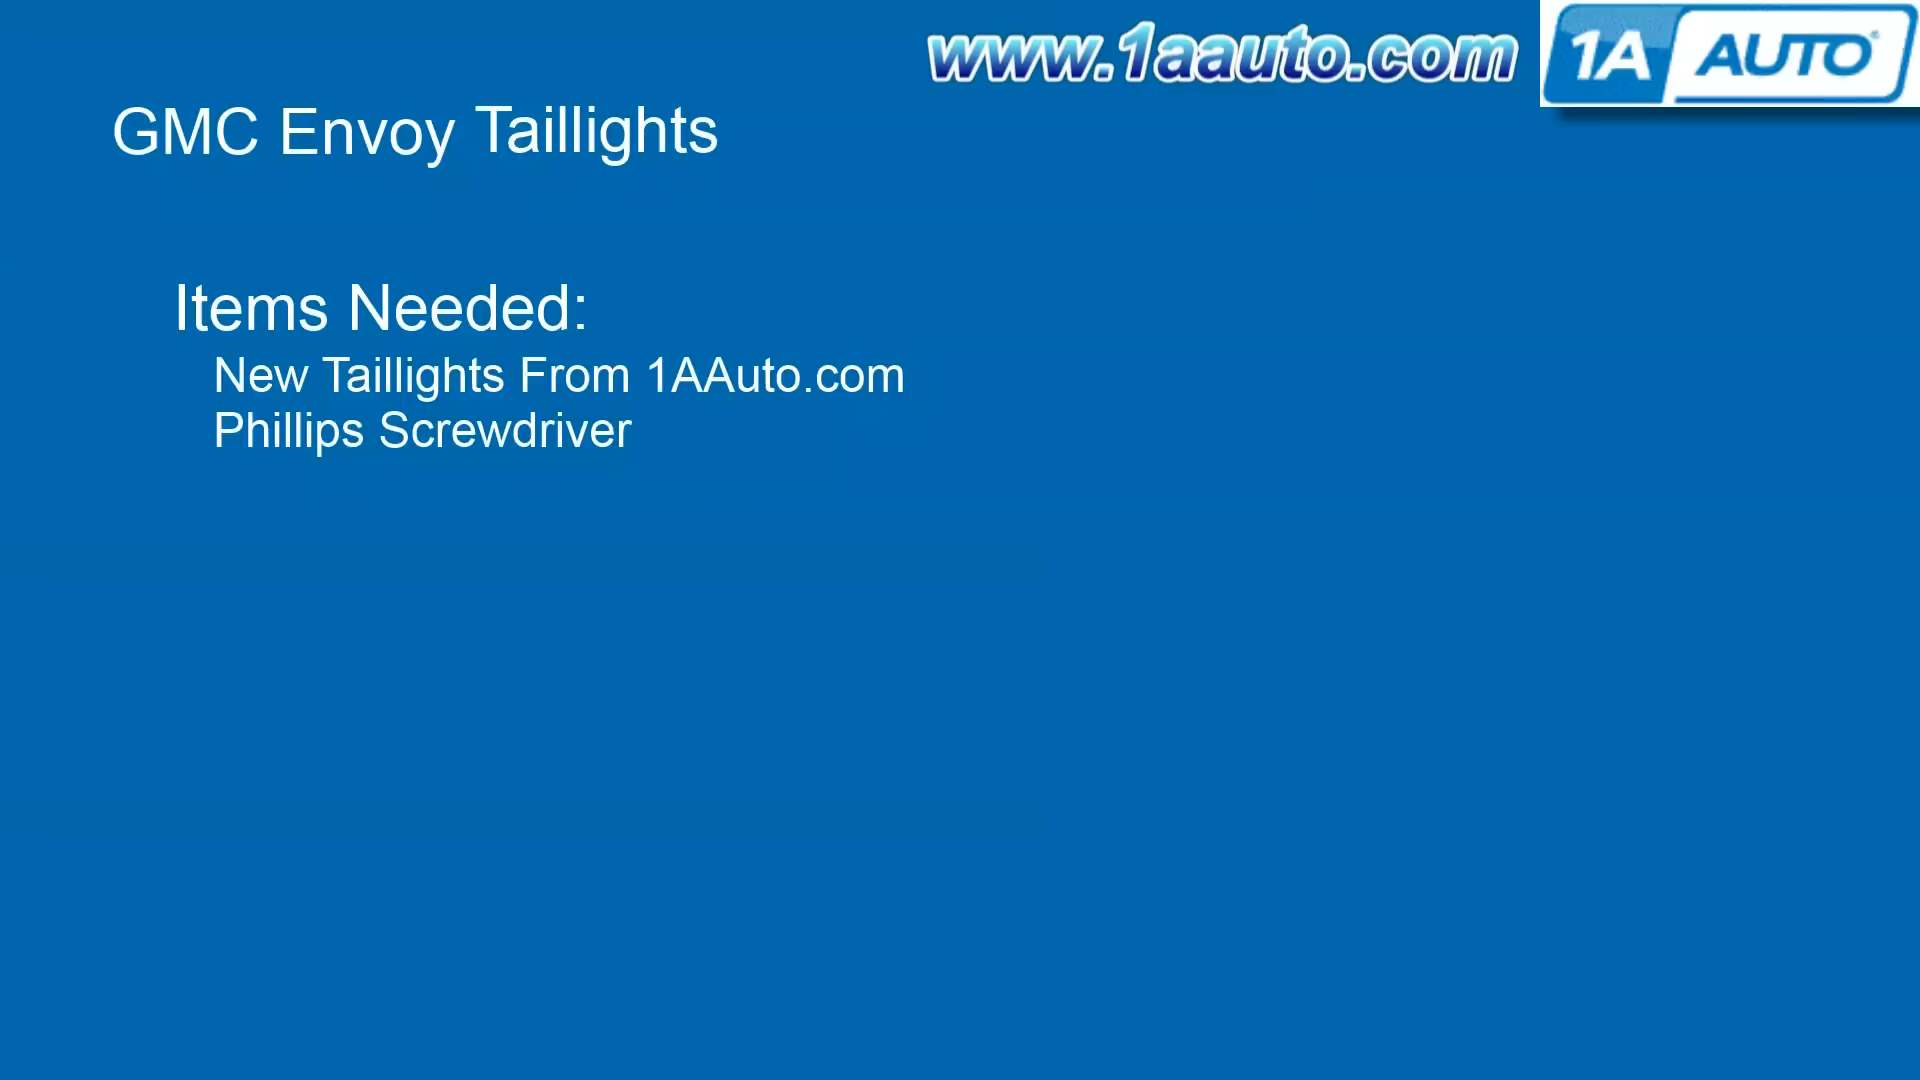 www.1aauto.com
1A AUTO
GMC Envoy Taillights
Items Needed:
New Taillights From 1AAuto.com
Phillips Screwdriver